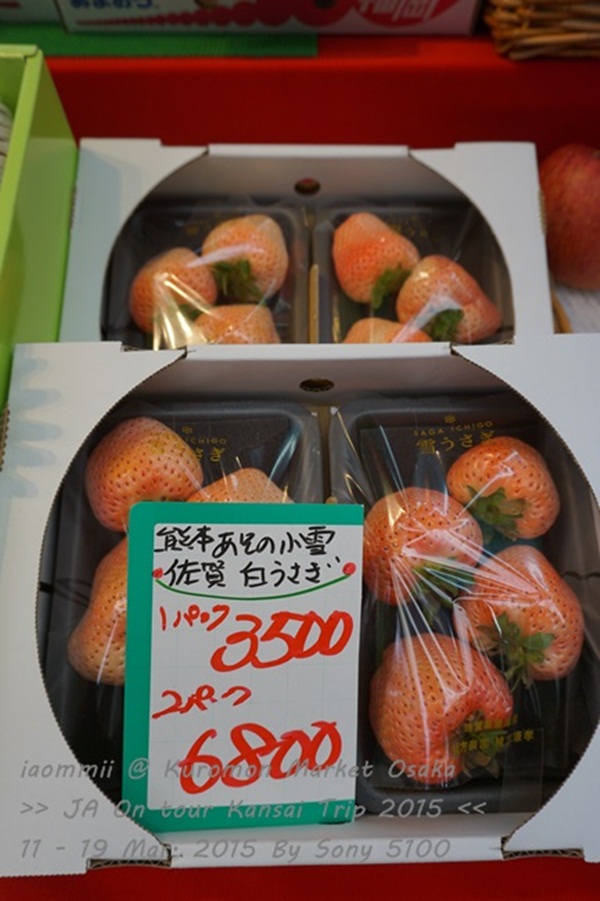 SAGA ICHIGO
雪うさぎ
熊本あその小雪
佐賀 白うさぎ
1パック
3500
2パック
6800
iaommii @ Kuromon Market Osaka
>> JA On tour Kansai Trip 2015 <<
11 - 19 Mar. 2015 By Sony 5100